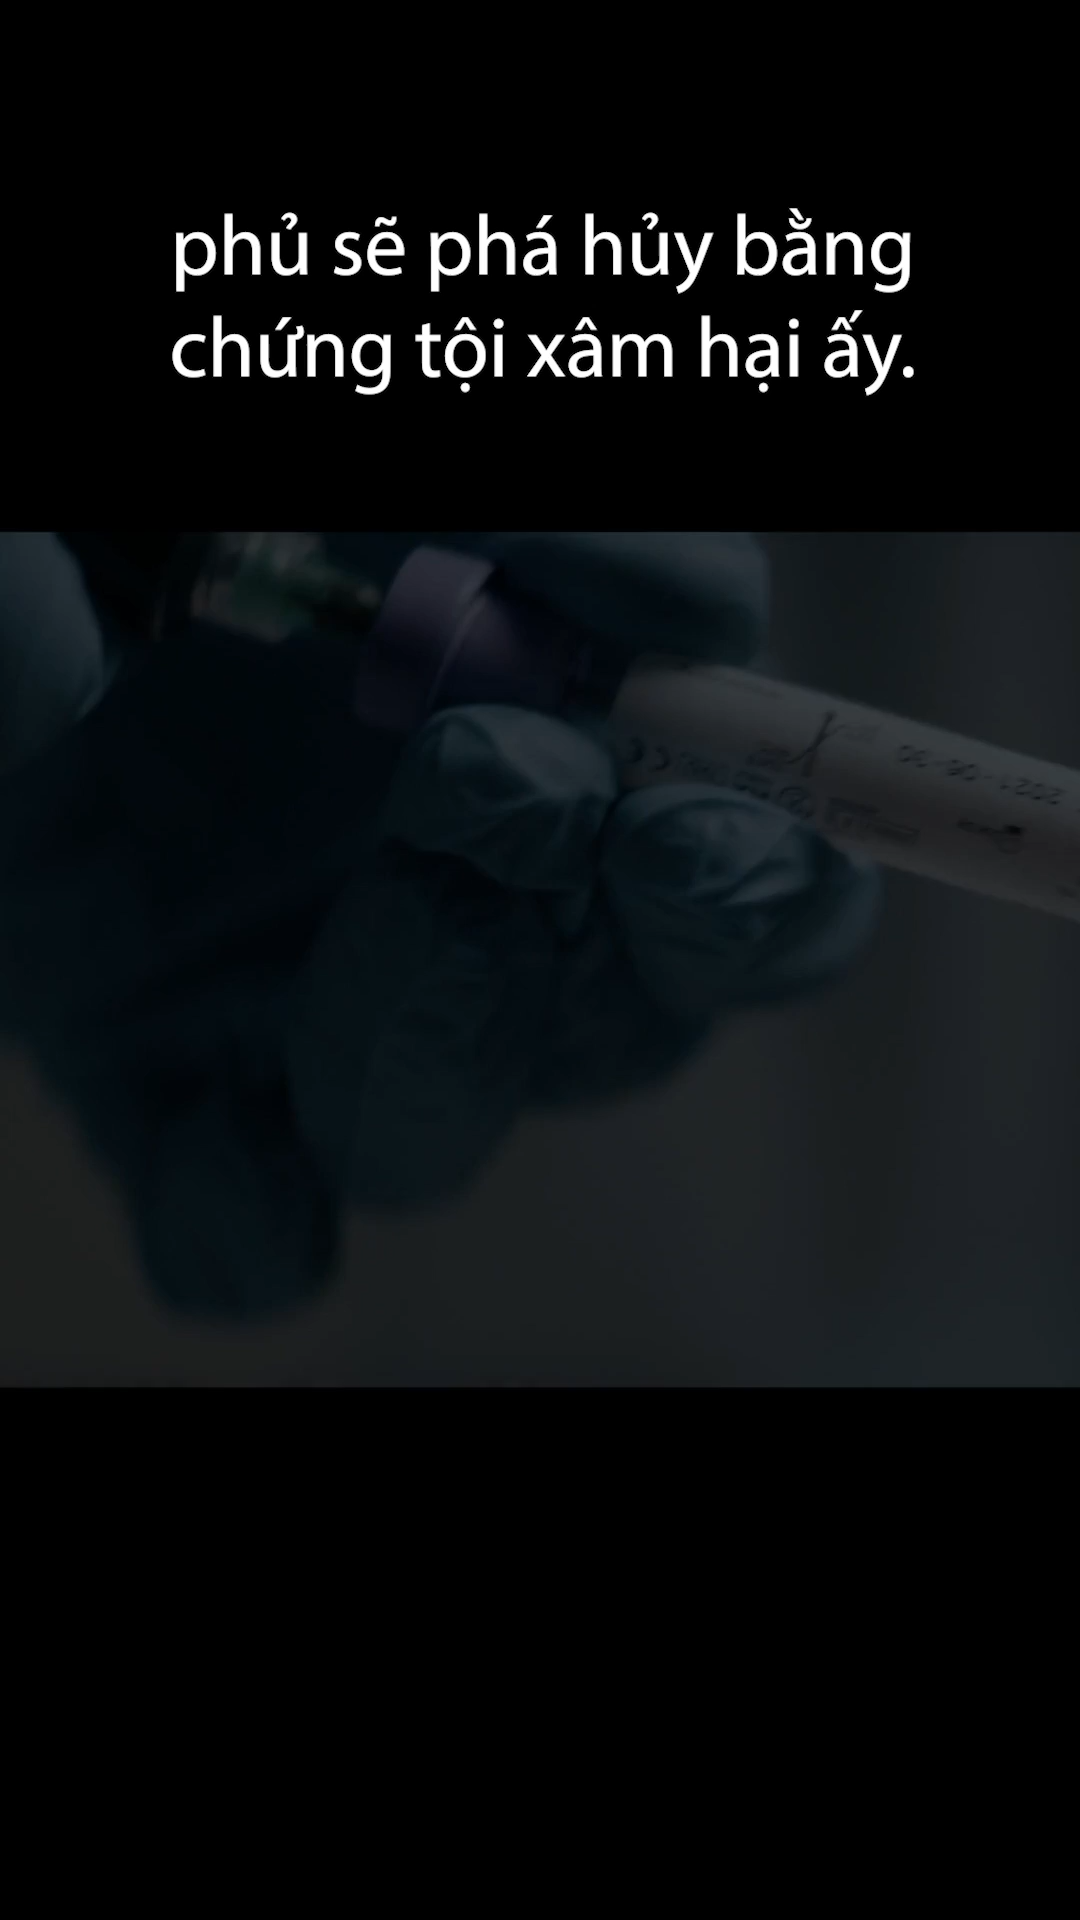 phủ sẽ phá hủy bằng
chứng tội xâm hại ấy.